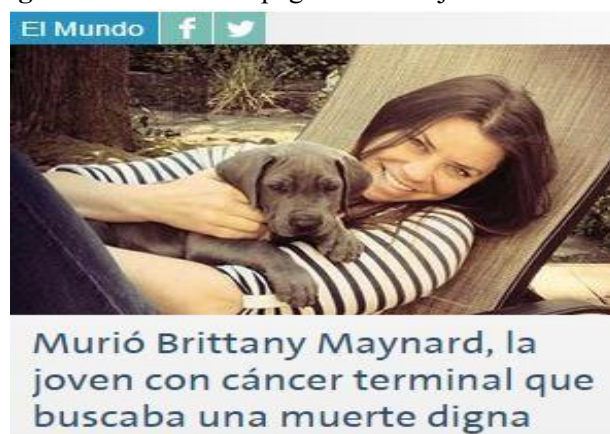 El Mundo
Murió Brittany Maynard, la
joven con cáncer terminal que
buscaba una muerte digna